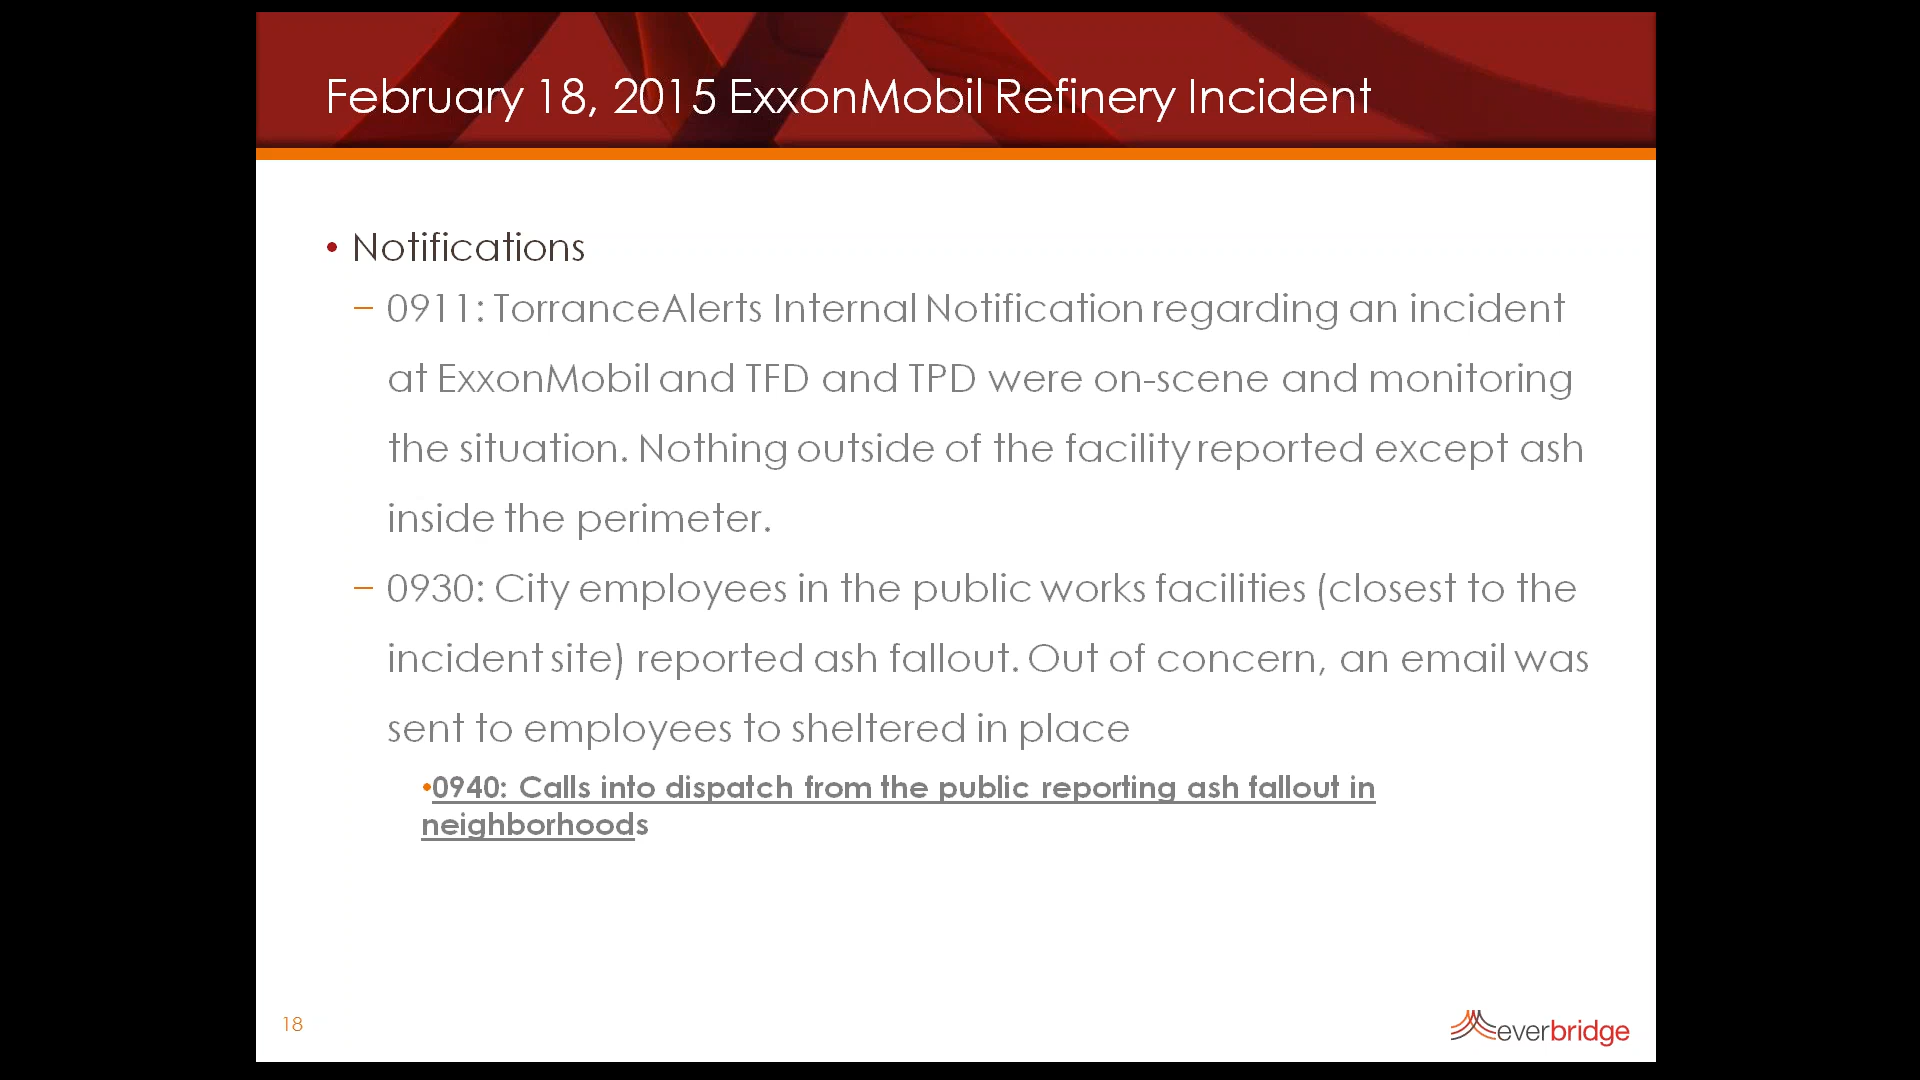 February 18, 2015 ExxonMobil Refinery Incident
• Notifications
– 0911: TorranceAlerts Internal Notification regarding an incident
at ExxonMobil and TFD and TPD were on-scene and monitoring
the situation. Nothing outside of the facility reported except ash
inside the perimeter.
– 0930: City employees in the public works facilities (closest to the
incident site) reported ash fallout. Out of concern, an email was
sent to employees to sheltered in place
•0940: Calls into dispatch from the public reporting ash fallout in
neighborhoods
18
everbridge